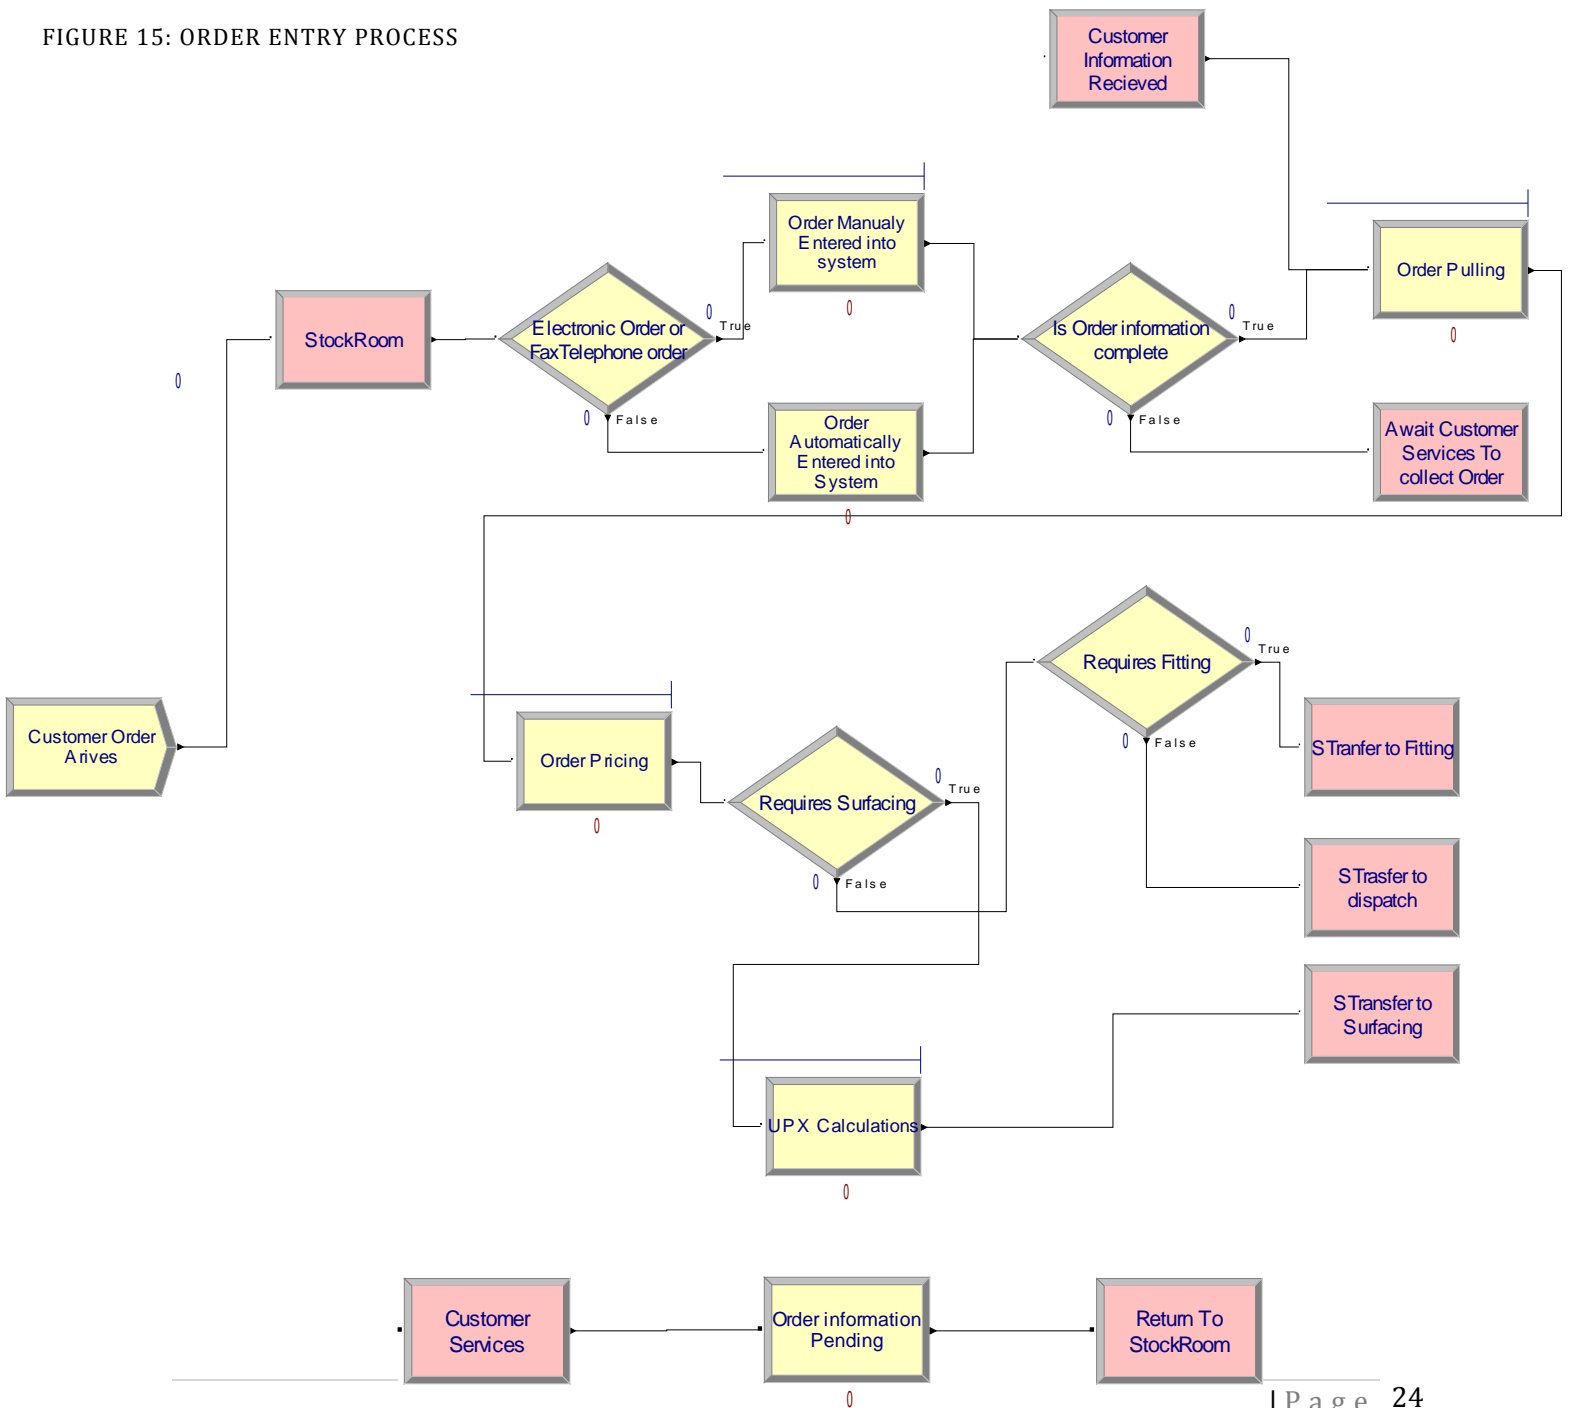 FIGURE 15: ORDER ENTRY PROCESS
Customer
Information
Recieved
Order Manualy
Entered into
system
0
Order Pulling
0
StockRoom
Electronic Order or
FaxTelephone order
0
True
0
False
Is Order information
complete
0
True
0
False
0
Order
Automatically
Entered into
System
0
Await Customer
Services To
collect Order
Customer Order
Arives
Order Pricing
0
Requires Surfacing
0
True
0
False
Requires Fitting
0
True
0
False
STranfer to Fitting
STrasfer to
dispatch
STransfer to
Surfacing
UPX Calculations
0
Customer
Services
Order information
Pending
0
Return To
StockRoom
| Page 24